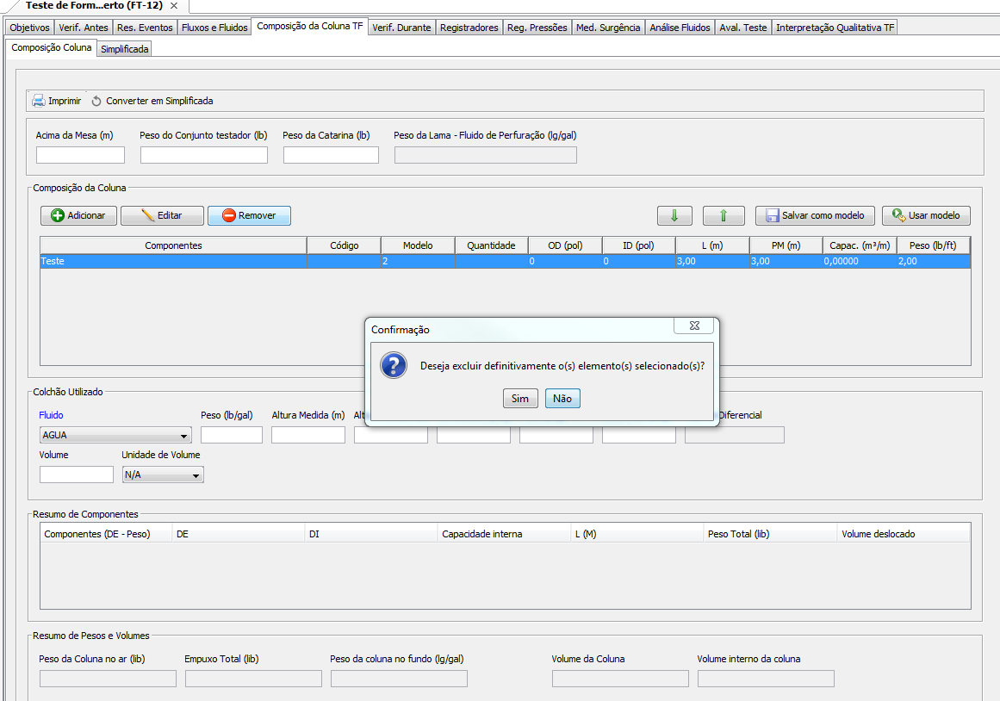 Teste de Form...erto (FT-12)
Objetivos Verif. Antes Res. Eventos Fluxos e Fluidos Composição da Coluna TF Verif. Durante Registradores Reg. Pressões Med. Surgência Análise Fluidos Aval. Teste Interpretação Qualitativa TF
Composição Coluna Simplificada
Imprimir Converter em Simplificada
Acima da Mesa (m) Peso do Conjunto testador (lb) Peso da Catarina (lb) Peso da Lama - Fluido de Perfuração (lg/gal)
Composição da Coluna
Adicionar Editar Remover Salvar como modelo Usar modelo
Componentes Código Modelo Quantidade OD (pol) ID (pol) L (m) PM (m) Capac. (m³/m) Peso (lb/ft)
Teste 2 0 0 3,00 3,00 0,00000 2,00
Confirmação
Deseja excluir definitivamente o(s) elemento(s) selecionado(s)?
Sim Não
Colchão Utilizado
Fluido Peso (lb/gal) Altura Medida (m) Diferencial
AGUA
Volume Unidade de Volume
N/A
Resumo de Componentes
Componentes (DE - Peso) DE DI Capacidade interna L (M) Peso Total (lib) Volume deslocado
Resumo de Pesos e Volumes
Peso da Coluna no ar (lib) Empuxo Total (lib) Peso da coluna no fundo (lg/gal) Volume da Coluna Volume interno da coluna